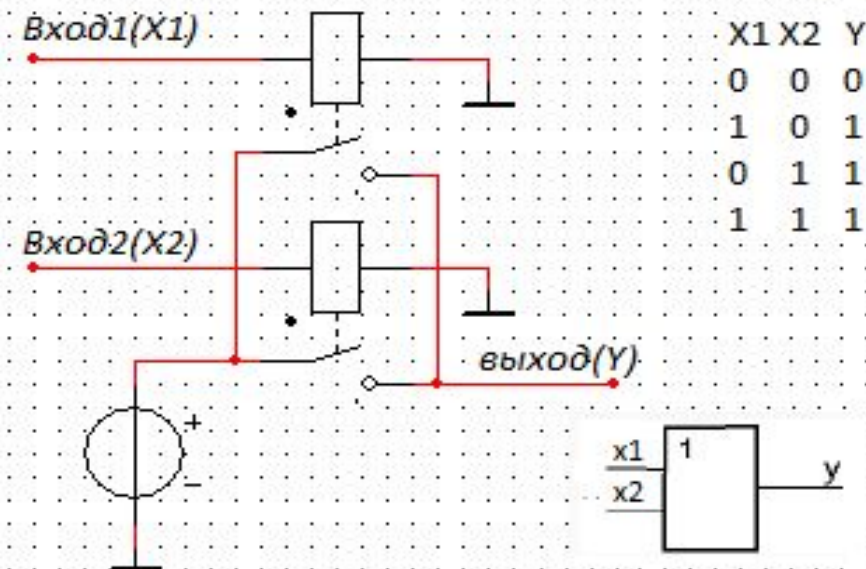 Вход1(X1)
X1 X2 Y
0 0 0
1 0 1
0 1 1
1 1 1
Вход2(X2)
выход(Y)
+
−
x1
1
x2
y